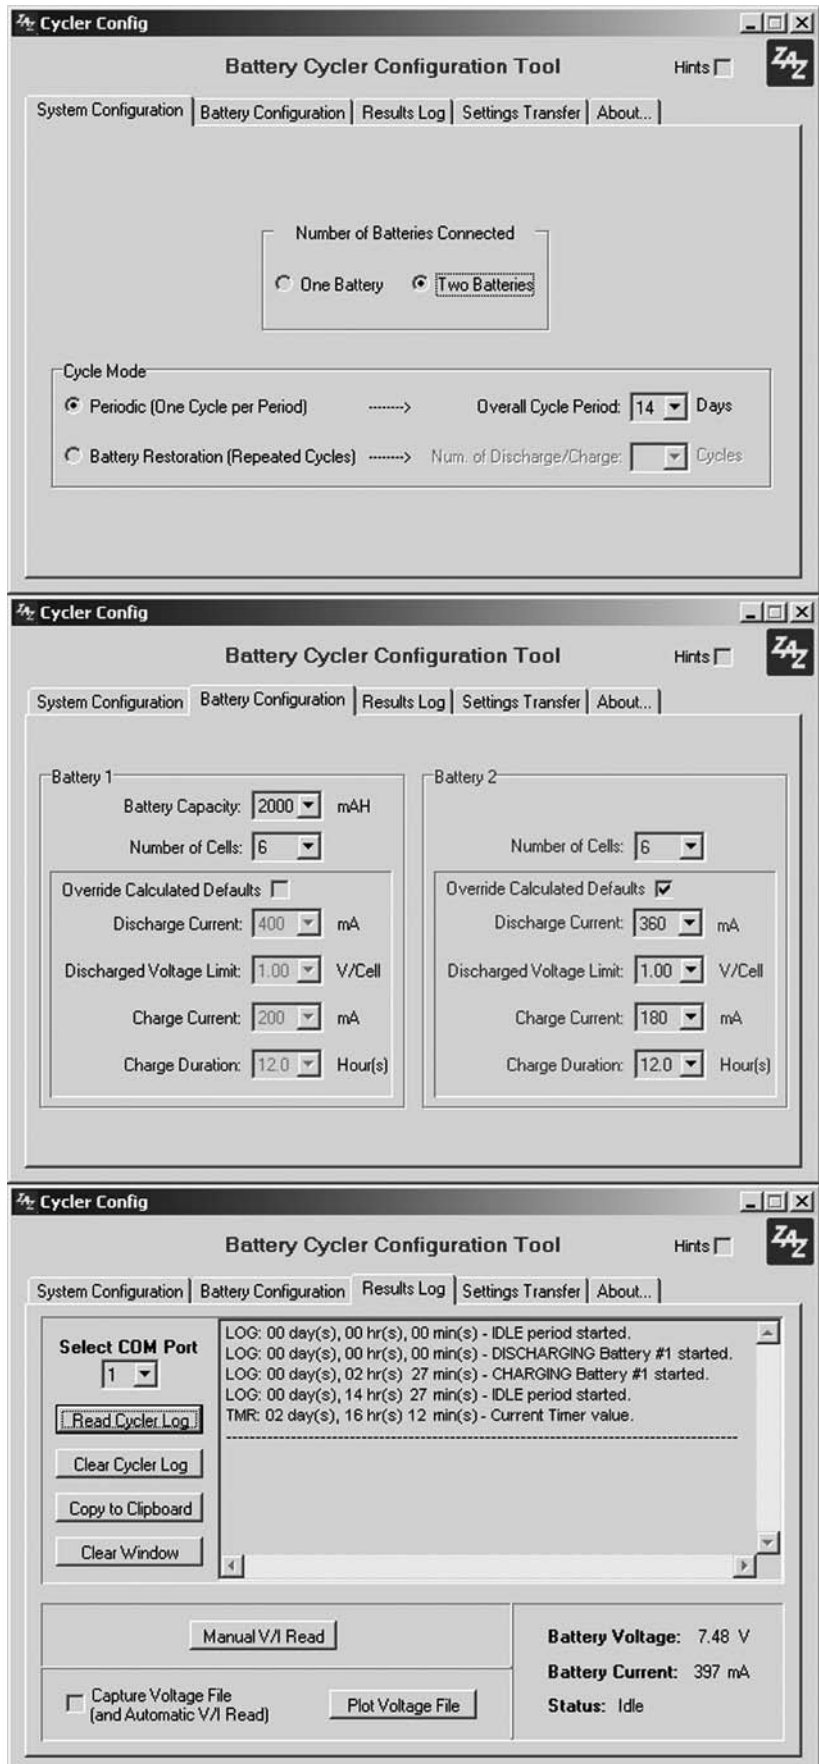 ZAZ Cycler Config
Battery Cycler Configuration Tool
Hints
ZAZ
System Configuration Battery Configuration Results Log Settings Transfer About...
Number of Batteries Connected
One Battery Two Batteries
Cycle Mode
Periodic (One Cycle per Period) -------> Overall Cycle Period: 14 Days
Battery Restoration (Repeated Cycles) -------> Num. of Discharge/Charge: Cycles
ZAZ Cycler Config
Battery Cycler Configuration Tool
Hints
ZAZ
System Configuration Battery Configuration Results Log Settings Transfer About...
Battery 1
Battery Capacity: 2000 mAH
Number of Cells: 6
Override Calculated Defaults
Discharge Current: 400 mA
Discharged Voltage Limit: 1.00 V/Cell
Charge Current: 200 mA
Charge Duration: 12.0 Hour(s)
Battery 2
Number of Cells: 6
Override Calculated Defaults
Discharge Current: 360 mA
Discharged Voltage Limit: 1.00 V/Cell
Charge Current: 180 mA
Charge Duration: 12.0 Hour(s)
ZAZ Cycler Config
Battery Cycler Configuration Tool
Hints
ZAZ
System Configuration Battery Configuration Results Log Settings Transfer About...
Select COM Port
1
Read Cycler Log
Clear Cycler Log
Copy to Clipboard
Clear Window
LOG: 00 day(s), 00 hr(s), 00 min(s) - IDLE period started.
LOG: 00 day(s), 00 hr(s), 00 min(s) - DISCHARGING Battery #1 started.
LOG: 00 day(s), 02 hr(s) 27 min(s) - CHARGING Battery #1 started.
LOG: 00 day(s), 14 hr(s) 27 min(s) - IDLE period started.
TMR: 02 day(s), 16 hr(s) 12 min(s) - Current Timer value.
--------------------------------------------------------------------------------
Manual V/I Read
Capture Voltage File
(and Automatic V/I Read)
Plot Voltage File
Battery Voltage: 7.48 V
Battery Current: 397 mA
Status: Idle